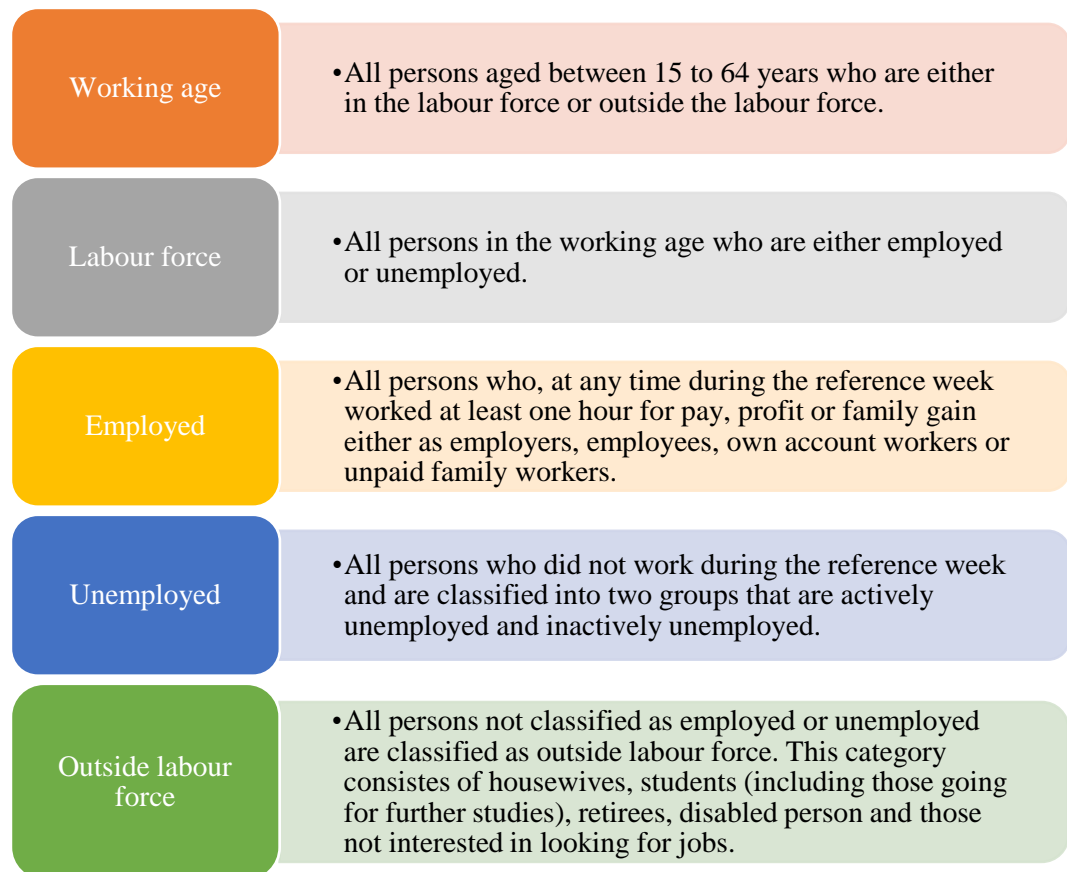 Working age
•All persons aged between 15 to 64 years who are either
in the labour force or outside the labour force.
Labour force
•All persons in the working age who are either employed
or unemployed.
Employed
•All persons who, at any time during the reference week
worked at least one hour for pay, profit or family gain
either as employers, employees, own account workers or
unpaid family workers.
Unemployed
•All persons who did not work during the reference week
and are classified into two groups that are actively
unemployed and inactively unemployed.
Outside labour
force
•All persons not classified as employed or unemployed
are classified as outside labour force. This category
consistes of housewives, students (including those going
for further studies), retirees, disabled person and those
not interested in looking for jobs.